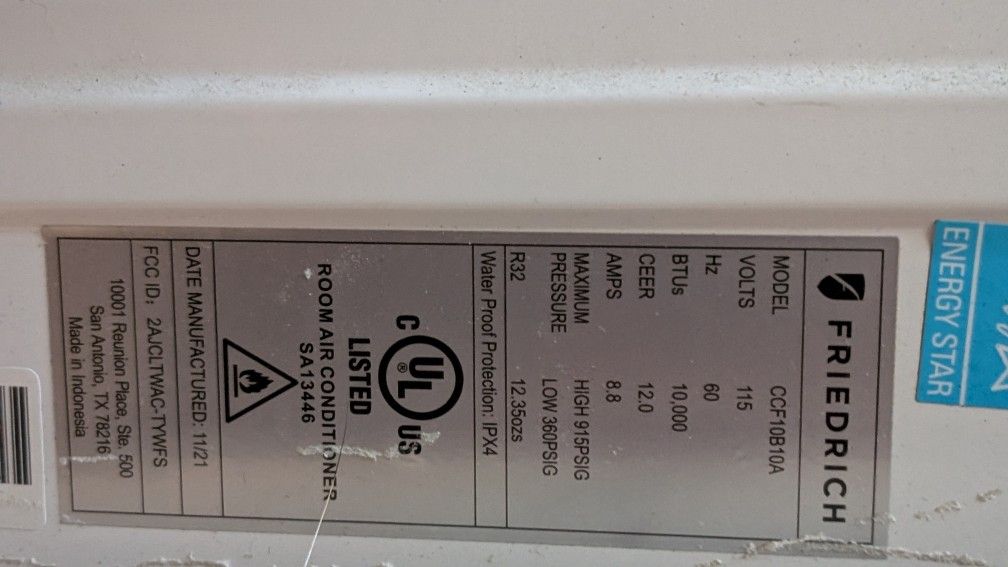 ENERGY STAR
FRIEDRICH
MODEL CCF10B10A
VOLTS 115
Hz 60
BTUs 10,000
CEER 12.0
AMPS 8.8
MAXIMUM HIGH 915PSIG
PRESSURE LOW 360PSIG
R32 12.35ozs
Water Proof Protection: IPX4
C UL ® US
LISTED
ROOM AIR CONDITIONER
SA13446
DATE MANUFACTURED: 11/21
FCC ID: 2AJCLTWAC-TYWFS
10001 Reunion Place, Ste. 500
San Antonio, TX 78216
Made in Indonesia